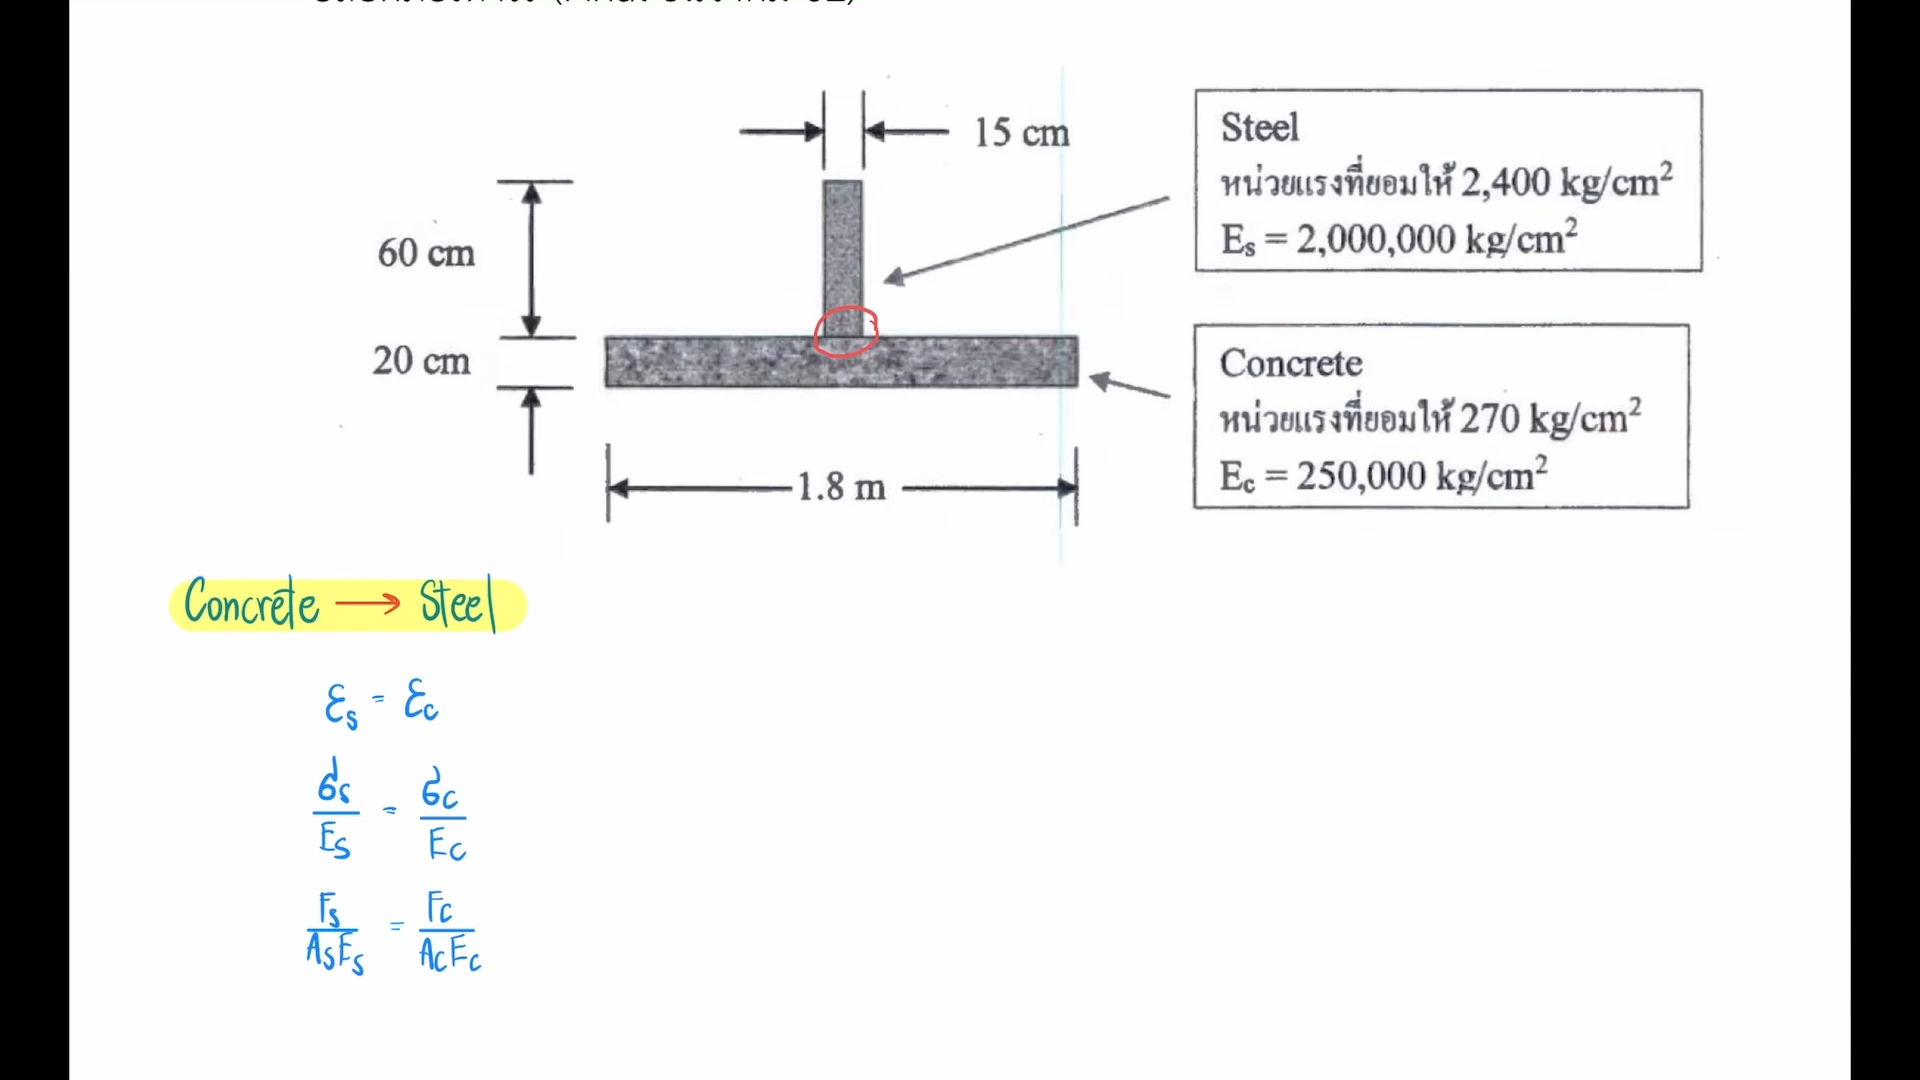 15 cm
60 cm
20 cm
1.8 m
Steel
หน่วยแรงที่ยอมให้ 2,400 kg/cm²
Es = 2,000,000 kg/cm²
Concrete
หน่วยแรงที่ยอมให้ 270 kg/cm²
Ec = 250,000 kg/cm²
Concrete → Steel
εs = εc
σs/Es = σc/Ec
Fs/AsEs = Fc/AcEc